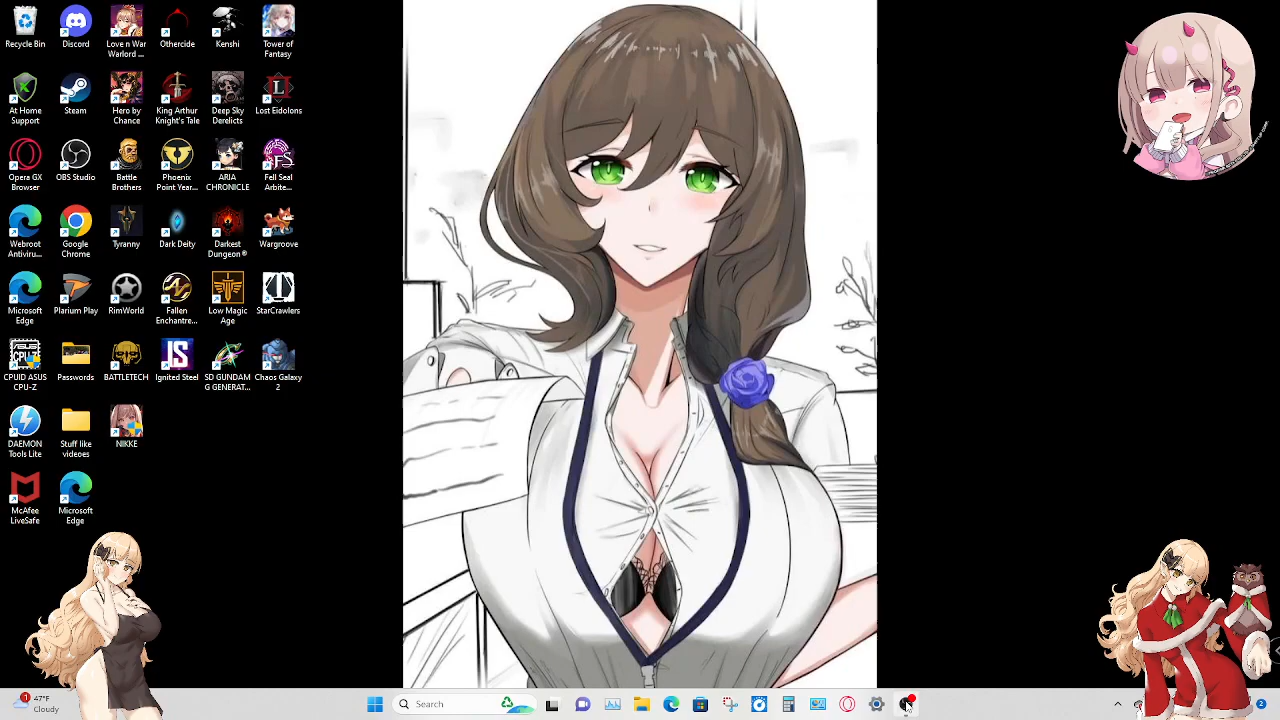 Recycle Bin
Discord
Love n War
Warlord ...
Othercide
Kenshi
Tower of
Fantasy
At Home
Support
Steam
Hero by
Chance
King Arthur
Knight's Tale
Deep Sky
Derelicts
Lost Eidolons
Opera GX
Browser
OBS Studio
Battle
Brothers
Phoenix
Point Year...
ARIA
CHRONICLE
Fell Seal
Arbite...
Webroot
Antiviru...
Google
Chrome
Tyranny
Dark Deity
Darkest
Dungeon®
Wargroove
Microsoft
Edge
Plarium Play
RimWorld
Fallen
Enchantre...
Low Magic
Age
StarCrawlers
CPUID ASUS
CPU-Z
Passwords
BATTLETECH
Jupiter
SD GUNDAM
G GENERAT...
Chaos Galaxy
2
DAEMON
Tools Lite
Stuff like
videoes
NIKKE
McAfee
LiveSafe
Microsoft
1
47°F
Cloudy
Search